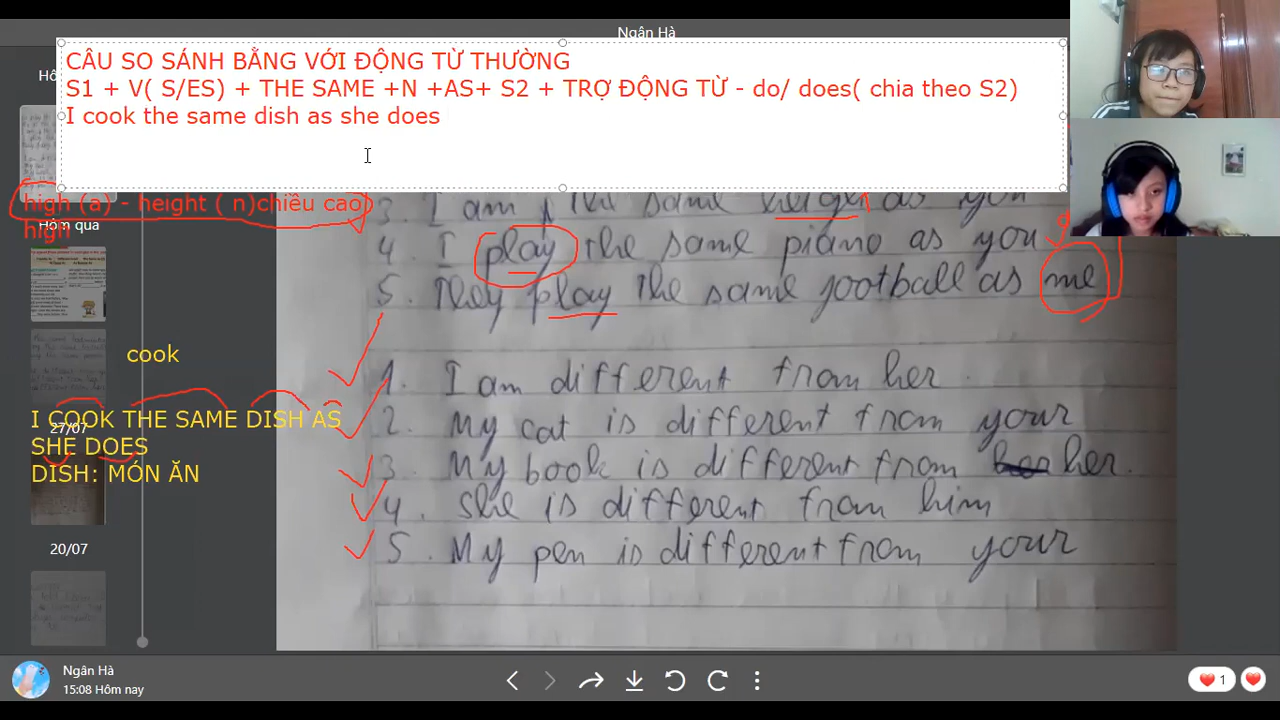 Ngân Hà
CÂU SO SÁNH BẰNG VỚI ĐỘNG TỪ THƯỜNG
S1 + V( S/ES) + THE SAME +N +AS+ S2 + TRỢ ĐỘNG TỪ - do/ does( chia theo S2)
I cook the same dish as she does
high (a) - height ( n)chiều cao
high
Hôm qua
3. I am the same heigh as you
4. I play the same piano as you
5. They play the same football as me
cook
I COOK THE SAME DISH AS
SHE DOES
DISH: MÓN ĂN
27/07
20/07
1. I am different from her.
2. My cat is different from your
3. My book is different from her.
4. She is different from him
5. My pen is different from your
Ngân Hà
15:08 Hôm nay
1